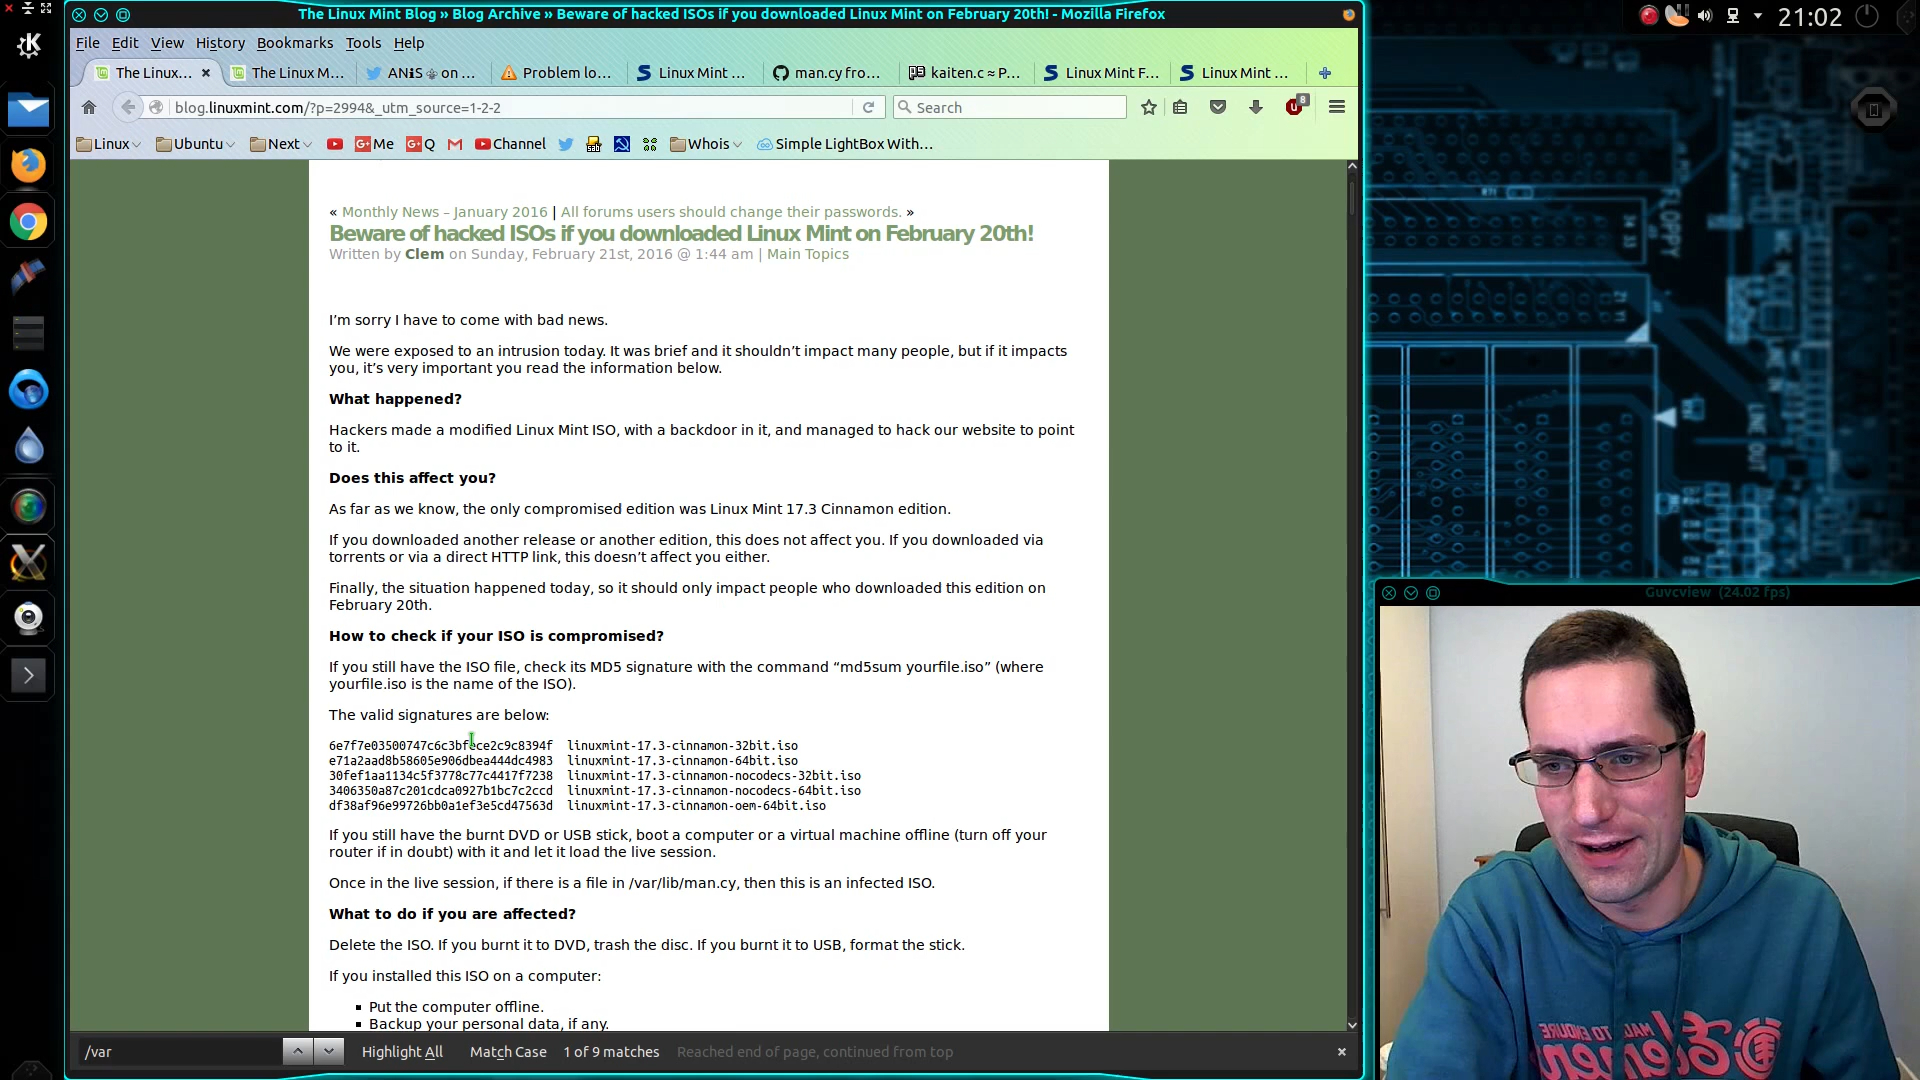 The Linux Mint Blog » Blog Archive » Beware of hacked ISOs if you downloaded Linux Mint on February 20th! - Mozilla Firefox
21:02
File Edit View History Bookmarks Tools Help
The Linux... The Linux M... ANiS on ... Problem lo... Linux Mint ... man.cy fro... kaiten.c ≈ P... Linux Mint F... Linux Mint ...
blog.linuxmint.com/?p=2994&_utm_source=1-2-2
Search
8
Linux Ubuntu Next Me Q Channel Whois Simple LightBox With...
« Monthly News – January 2016 | All forums users should change their passwords. »
Beware of hacked ISOs if you downloaded Linux Mint on February 20th!
Written by Clem on Sunday, February 21st, 2016 @ 1:44 am | Main Topics
I'm sorry I have to come with bad news.
We were exposed to an intrusion today. It was brief and it shouldn't impact many people, but if it impacts
you, it's very important you read the information below.
What happened?
Hackers made a modified Linux Mint ISO, with a backdoor in it, and managed to hack our website to point
to it.
Does this affect you?
As far as we know, the only compromised edition was Linux Mint 17.3 Cinnamon edition.
If you downloaded another release or another edition, this does not affect you. If you downloaded via
torrents or via a direct HTTP link, this doesn't affect you either.
Finally, the situation happened today, so it should only impact people who downloaded this edition on
February 20th.
How to check if your ISO is compromised?
If you still have the ISO file, check its MD5 signature with the command “md5sum yourfile.iso” (where
yourfile.iso is the name of the ISO).
The valid signatures are below:
6e7f7e03500747c6c3bfece2c9c8394f linuxmint-17.3-cinnamon-32bit.iso
e71a2aad8b58605e906dbea444dc4983 linuxmint-17.3-cinnamon-64bit.iso
30fef1aa1134c5f3778c77c4417f7238 linuxmint-17.3-cinnamon-nocodecs-32bit.iso
3406350a87c201cdca0927b1bc7c2ccd linuxmint-17.3-cinnamon-nocodecs-64bit.iso
df38af96e99726bb0a1ef3e5cd47563d linuxmint-17.3-cinnamon-oem-64bit.iso
If you still have the burnt DVD or USB stick, boot a computer or a virtual machine offline (turn off your
router if in doubt) with it and let it load the live session.
Once in the live session, if there is a file in /var/lib/man.cy, then this is an infected ISO.
What to do if you are affected?
Delete the ISO. If you burnt it to DVD, trash the disc. If you burnt it to USB, format the stick.
If you installed this ISO on a computer:
Put the computer offline.
Backup your personal data, if any.
/var Highlight All Match Case 1 of 9 matches Reached end of page, continued from top
Guvcview (24.02 fps)
FLOPPY
LINE IN
LINE OUT